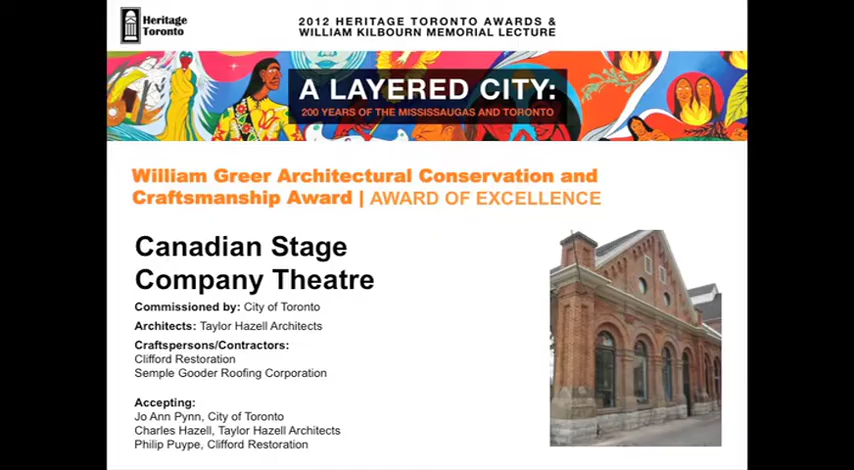 Heritage
Toronto
2012 HERITAGE TORONTO AWARDS &
WILLIAM KILBOURN MEMORIAL LECTURE
A LAYERED CITY:
200 YEARS OF THE MISSISSAUGAS AND TORONTO
William Greer Architectural Conservation and
Craftsmanship Award | AWARD OF EXCELLENCE
Canadian Stage
Company Theatre
Commissioned by: City of Toronto
Architects: Taylor Hazell Architects
Craftspersons/Contractors:
Clifford Restoration
Semple Gooder Roofing Corporation
Accepting:
Jo Ann Pynn, City of Toronto
Charles Hazell, Taylor Hazell Architects
Philip Puype, Clifford Restoration